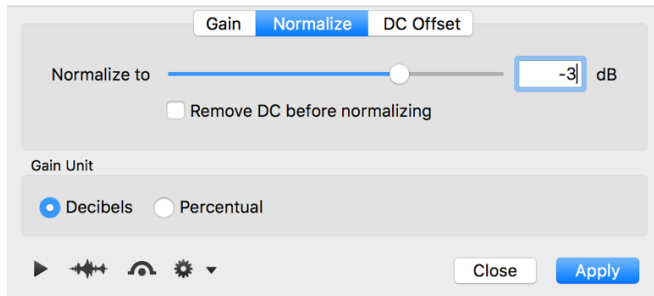 Gain Normalize DC Offset
Normalize to -3 dB
Remove DC before normalizing
Gain Unit
Decibels Percentual
Close Apply